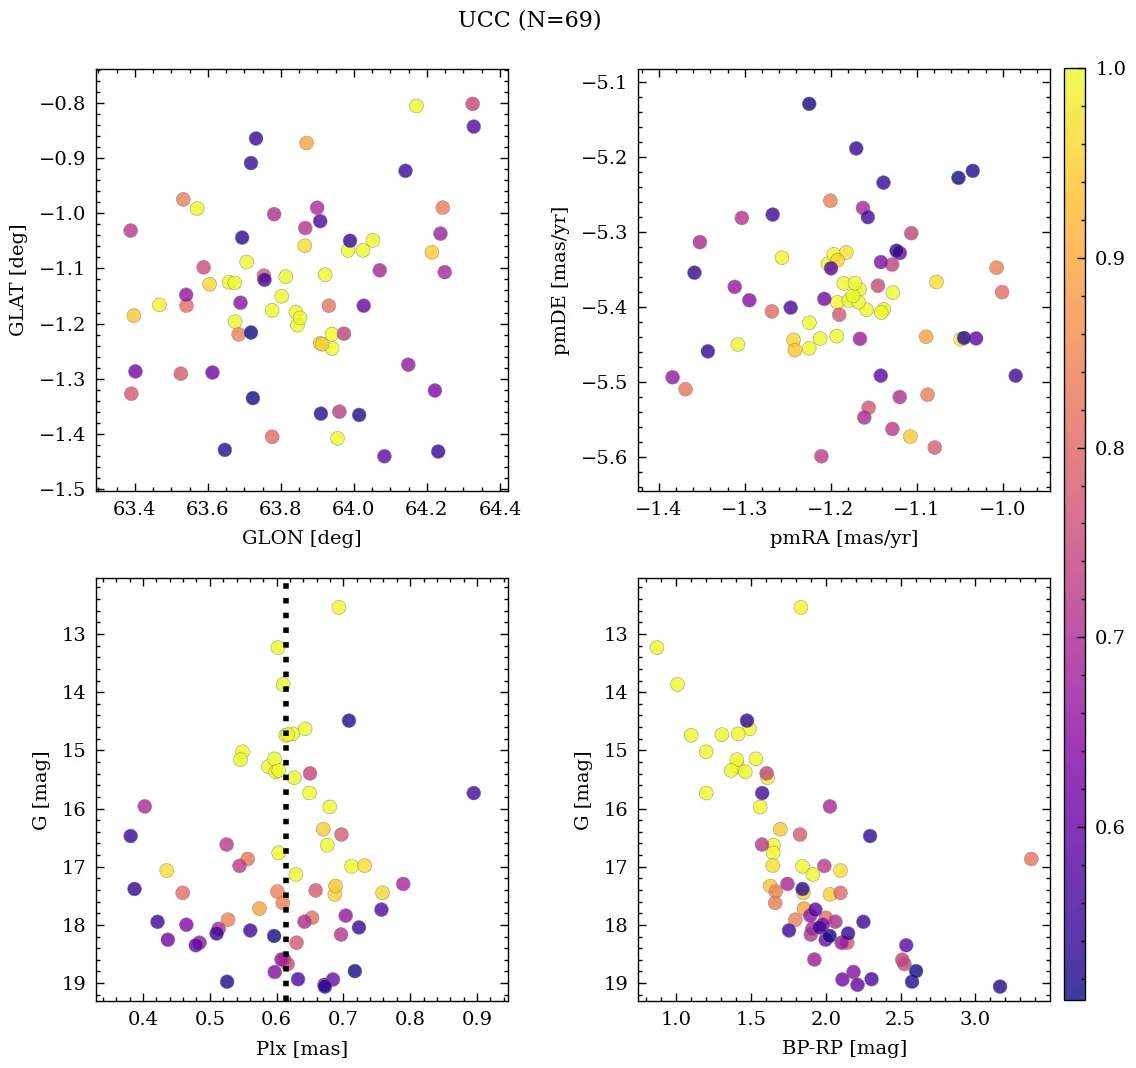 UCC (N=69)
−0.8
−0.9
−1.0
−1.1
−1.2
−1.3
−1.4
−1.5
GLAT [deg]
63.4 63.6 63.8 64.0 64.2 64.4
GLON [deg]
−5.1
−5.2
−5.3
−5.4
−5.5
−5.6
pmDE [mas/yr]
−1.4 −1.3 −1.2 −1.1 −1.0
pmRA [mas/yr]
13
14
15
16
17
18
19
G [mag]
0.4 0.5 0.6 0.7 0.8 0.9
Plx [mas]
13
14
15
16
17
18
19
G [mag]
1.0 1.5 2.0 2.5 3.0
BP-RP [mag]
1.0
0.9
0.8
0.7
0.6